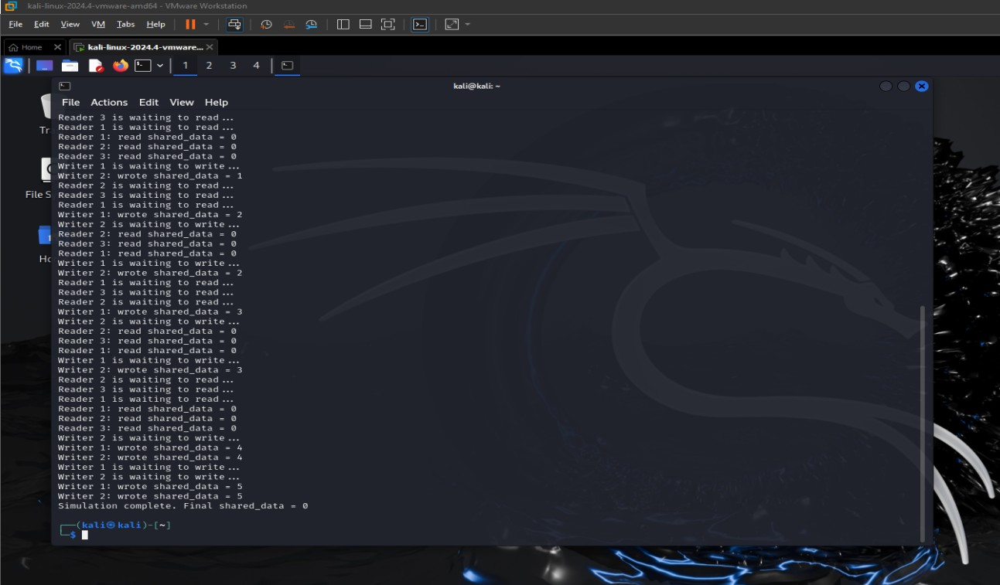 kali-linux-2024.4-vmware-amd64 - VMware Workstation
File Edit View VM Tabs Help
Home kali-linux-2024.4-vmware...
1 2 3 4
kali@kali: ~
File Actions Edit View Help
Reader 3 is waiting to read...
Reader 1 is waiting to read...
Reader 1: read shared_data = 0
Reader 2: read shared_data = 0
Reader 3: read shared_data = 0
Writer 1 is waiting to write...
Writer 2: wrote shared_data = 1
Reader 2 is waiting to read...
Reader 3 is waiting to read...
Reader 1 is waiting to read...
Writer 1: wrote shared_data = 2
Writer 2 is waiting to write...
Reader 2: read shared_data = 0
Reader 3: read shared_data = 0
Reader 1: read shared_data = 0
Writer 1 is waiting to write...
Writer 2: wrote shared_data = 2
Reader 1 is waiting to read...
Reader 3 is waiting to read...
Reader 2 is waiting to read...
Writer 1: wrote shared_data = 3
Writer 2 is waiting to write...
Reader 2: read shared_data = 0
Reader 3: read shared_data = 0
Reader 1: read shared_data = 0
Writer 1 is waiting to write...
Writer 2: wrote shared_data = 3
Reader 2 is waiting to read...
Reader 3 is waiting to read...
Reader 1 is waiting to read...
Reader 1: read shared_data = 0
Reader 2: read shared_data = 0
Reader 3: read shared_data = 0
Writer 2 is waiting to write...
Writer 1: wrote shared_data = 4
Writer 2: wrote shared_data = 4
Writer 1 is waiting to write...
Writer 2 is waiting to write...
Writer 1: wrote shared_data = 5
Writer 2: wrote shared_data = 5
Simulation complete. Final shared_data = 0
┌──(kali㉿kali)-[~]
└─$
Tr
File S
Ho